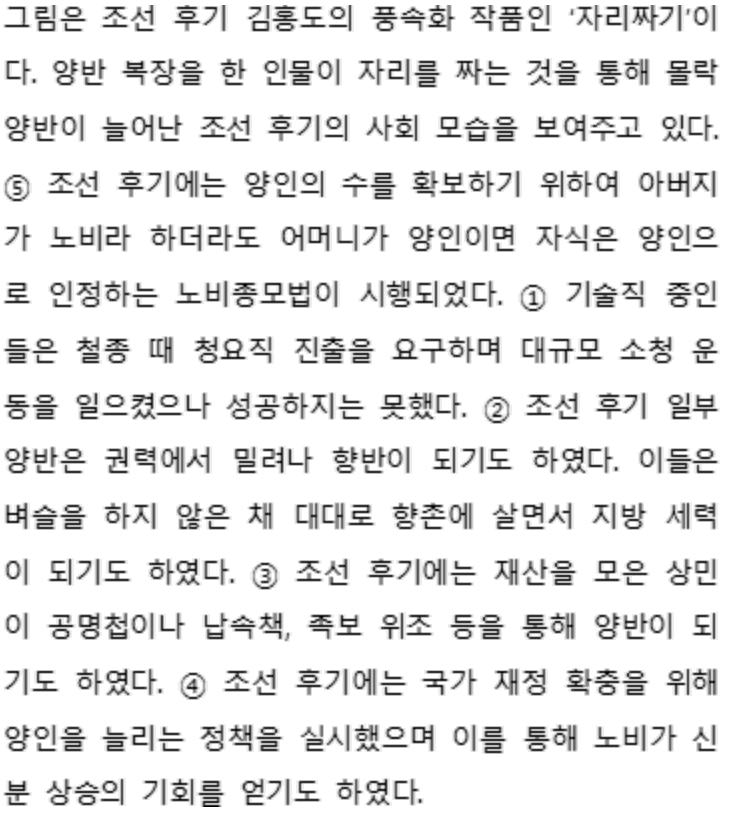 그림은 조선 후기 김홍도의 풍속화 작품인 '자리짜기'이
다. 양반 복장을 한 인물이 자리를 짜는 것을 통해 몰락
양반이 늘어난 조선 후기의 사회 모습을 보여주고 있다.
⑤ 조선 후기에는 양인의 수를 확보하기 위하여 아버지
가 노비라 하더라도 어머니가 양인이면 자식은 양인으
로 인정하는 노비종모법이 시행되었다. ① 기술직 중인
들은 철종 때 청요직 진출을 요구하며 대규모 소청 운
동을 일으켰으나 성공하지는 못했다. ② 조선 후기 일부
양반은 권력에서 밀려나 향반이 되기도 하였다. 이들은
벼슬을 하지 않은 채 대대로 향촌에 살면서 지방 세력
이 되기도 하였다. ③ 조선 후기에는 재산을 모은 상민
이 공명첩이나 납속책, 족보 위조 등을 통해 양반이 되
기도 하였다. ④ 조선 후기에는 국가 재정 확충을 위해
양인을 늘리는 정책을 실시했으며 이를 통해 노비가 신
분 상승의 기회를 얻기도 하였다.